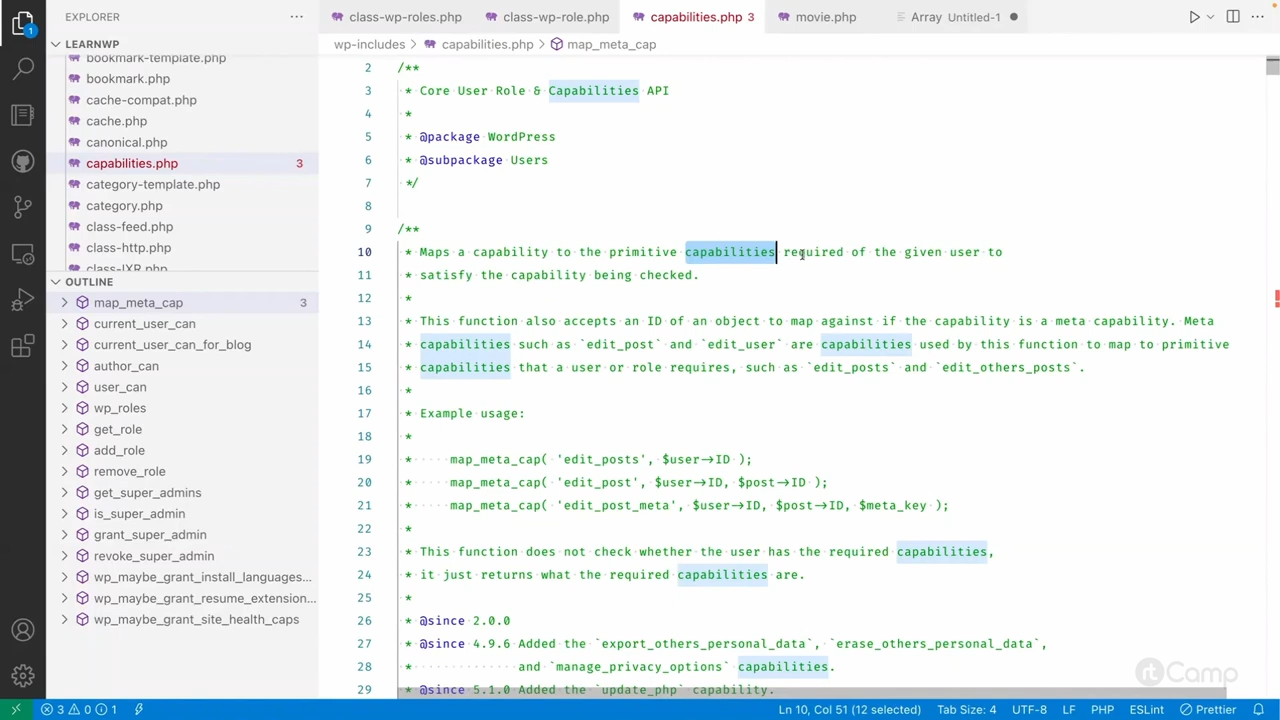 EXPLORER
class-wp-roles.php
class-wp-role.php
capabilities.php 3
movie.php
Array Untitled-1
LEARNWP
wp-includes > capabilities.php > map_meta_cap
bookmark-template.php
bookmark.php
cache-compat.php
cache.php
canonical.php
capabilities.php 3
category-template.php
category.php
class-feed.php
class-http.php
class-IXR.php
OUTLINE
map_meta_cap 3
current_user_can
current_user_can_for_blog
author_can
user_can
wp_roles
get_role
add_role
remove_role
get_super_admins
is_super_admin
grant_super_admin
revoke_super_admin
wp_maybe_grant_install_languages...
wp_maybe_grant_resume_extension...
wp_maybe_grant_site_health_caps
2 /**
3 * Core User Role & Capabilities API
4 *
5 * @package WordPress
6 * @subpackage Users
7 */
8
9 /**
10 * Maps a capability to the primitive capabilities required of the given user to
11 * satisfy the capability being checked.
12 *
13 * This function also accepts an ID of an object to map against if the capability is a meta capability. Meta
14 * capabilities such as `edit_post` and `edit_user` are capabilities used by this function to map to primitive
15 * capabilities that a user or role requires, such as `edit_posts` and `edit_others_posts`.
16 *
17 * Example usage:
18 *
19 * map_meta_cap( 'edit_posts', $user->ID );
20 * map_meta_cap( 'edit_post', $user->ID, $post->ID );
21 * map_meta_cap( 'edit_post_meta', $user->ID, $post->ID, $meta_key );
22 *
23 * This function does not check whether the user has the required capabilities,
24 * it just returns what the required capabilities are.
25 *
26 * @since 2.0.0
27 * @since 4.9.6 Added the `export_others_personal_data`, `erase_others_personal_data`,
28 * and `manage_privacy_options` capabilities.
29 * @since 5.1.0 Added the `update_php` capability.
rtCamp
3 0 1
Ln 10, Col 51 (12 selected) Tab Size: 4 UTF-8 LF PHP ESLint Prettier